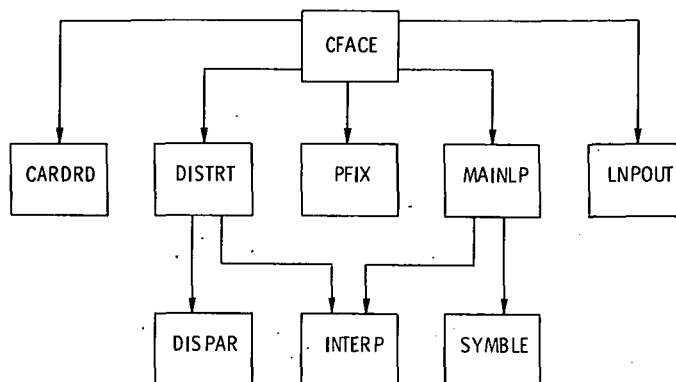 CFACE
CARDRD
DISTRT
PFIX
MAINLP
LNPOUT
DISPAR
INTERP
SYMBLE